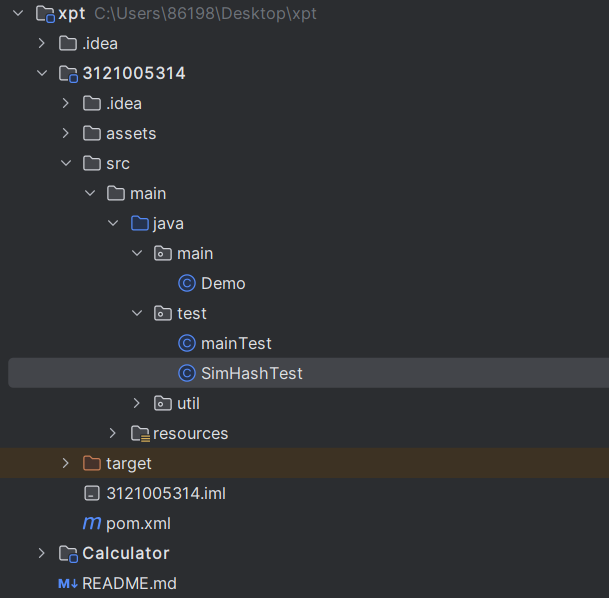 xpt C:\Users\86198\Desktop\xpt
.idea
3121005314
.idea
assets
src
main
java
main
C Demo
test
C mainTest
C SimHashTest
util
resources
target
3121005314.iml
m pom.xml
Calculator
M↓ README.md